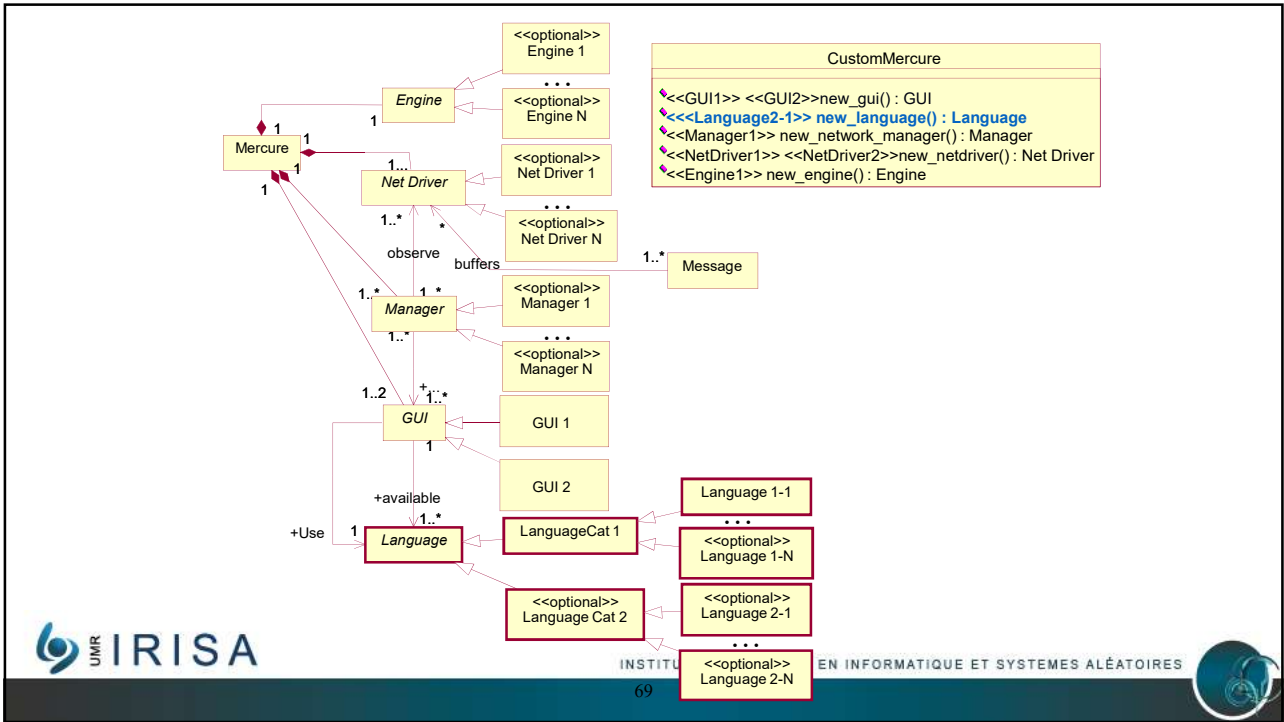 <<optional>>
Engine 1
. . .
<<optional>>
Engine N
Engine
1
1
Mercure
1
1
1
1...
Net Driver
<<optional>>
Net Driver 1
. . .
<<optional>>
Net Driver N
1..*
*
observe
buffers
1..*
Message
CustomMercure
<<GUI1>> <<GUI2>>new_gui() : GUI
<<<Language2-1>> new_language() : Language
<<Manager1>> new_network_manager() : Manager
<<NetDriver1>> <<NetDriver2>>new_netdriver() : Net Driver
<<Engine1>> new_engine() : Engine
1..*
1..*
Manager
1..*
<<optional>>
Manager 1
. . .
<<optional>>
Manager N
1..2
+...
1..*
GUI
1
GUI 1
GUI 2
+available
1..*
+Use
1
Language
LanguageCat 1
Language 1-1
. . .
<<optional>>
Language 1-N
<<optional>>
Language Cat 2
<<optional>>
Language 2-1
. . .
<<optional>>
Language 2-N
UMR IRISA
INSTITU EN INFORMATIQUE ET SYSTEMES ALÉATOIRES
69